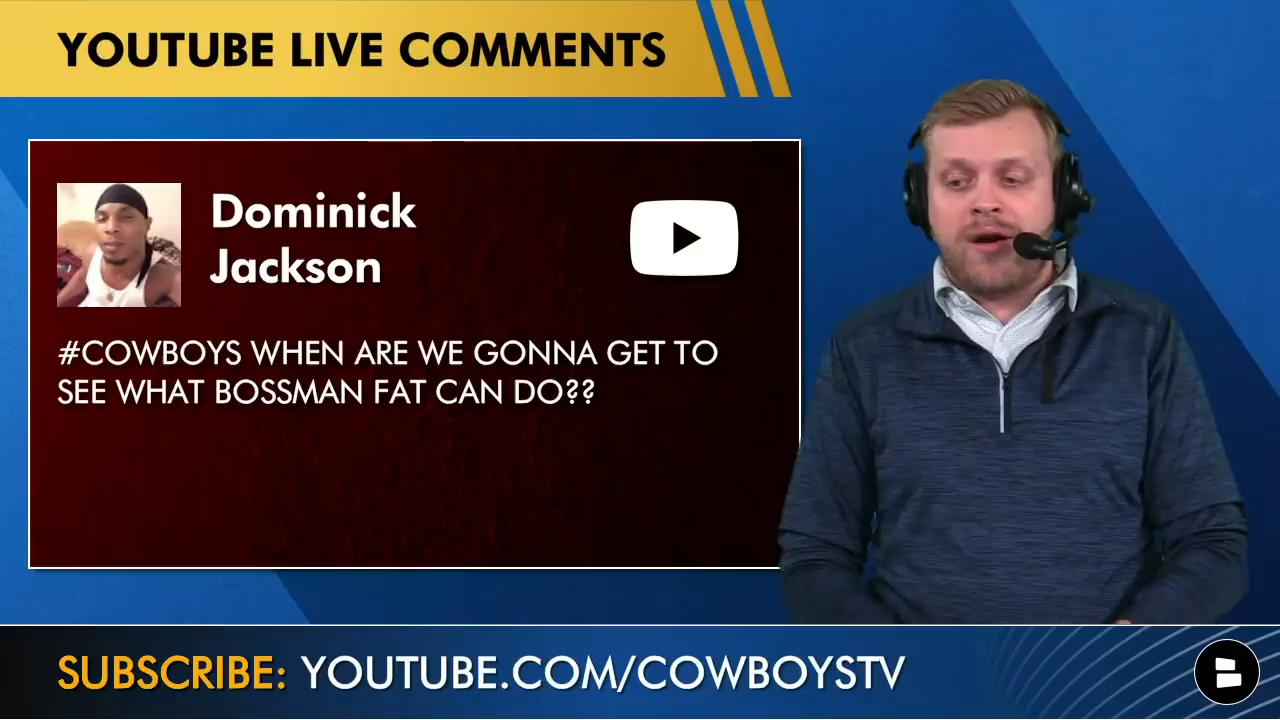 YOUTUBE LIVE COMMENTS
Dominick
Jackson
#COWBOYS WHEN ARE WE GONNA GET TO
SEE WHAT BOSSMAN FAT CAN DO??
SUBSCRIBE: YOUTUBE.COM/COWBOYSTV